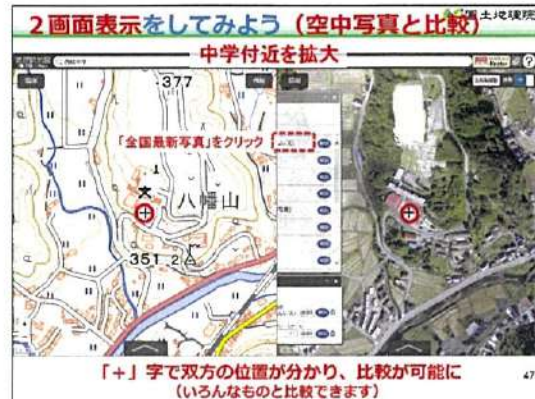 2画面表示をしてみよう(空中写真と比較)
国土地理院
中学付近を拡大
377
「全国最新写真」をクリック
八幡山
351.2
「+」字で双方の位置が分かり、比較が可能に
(いろんなものと比較できます)
47